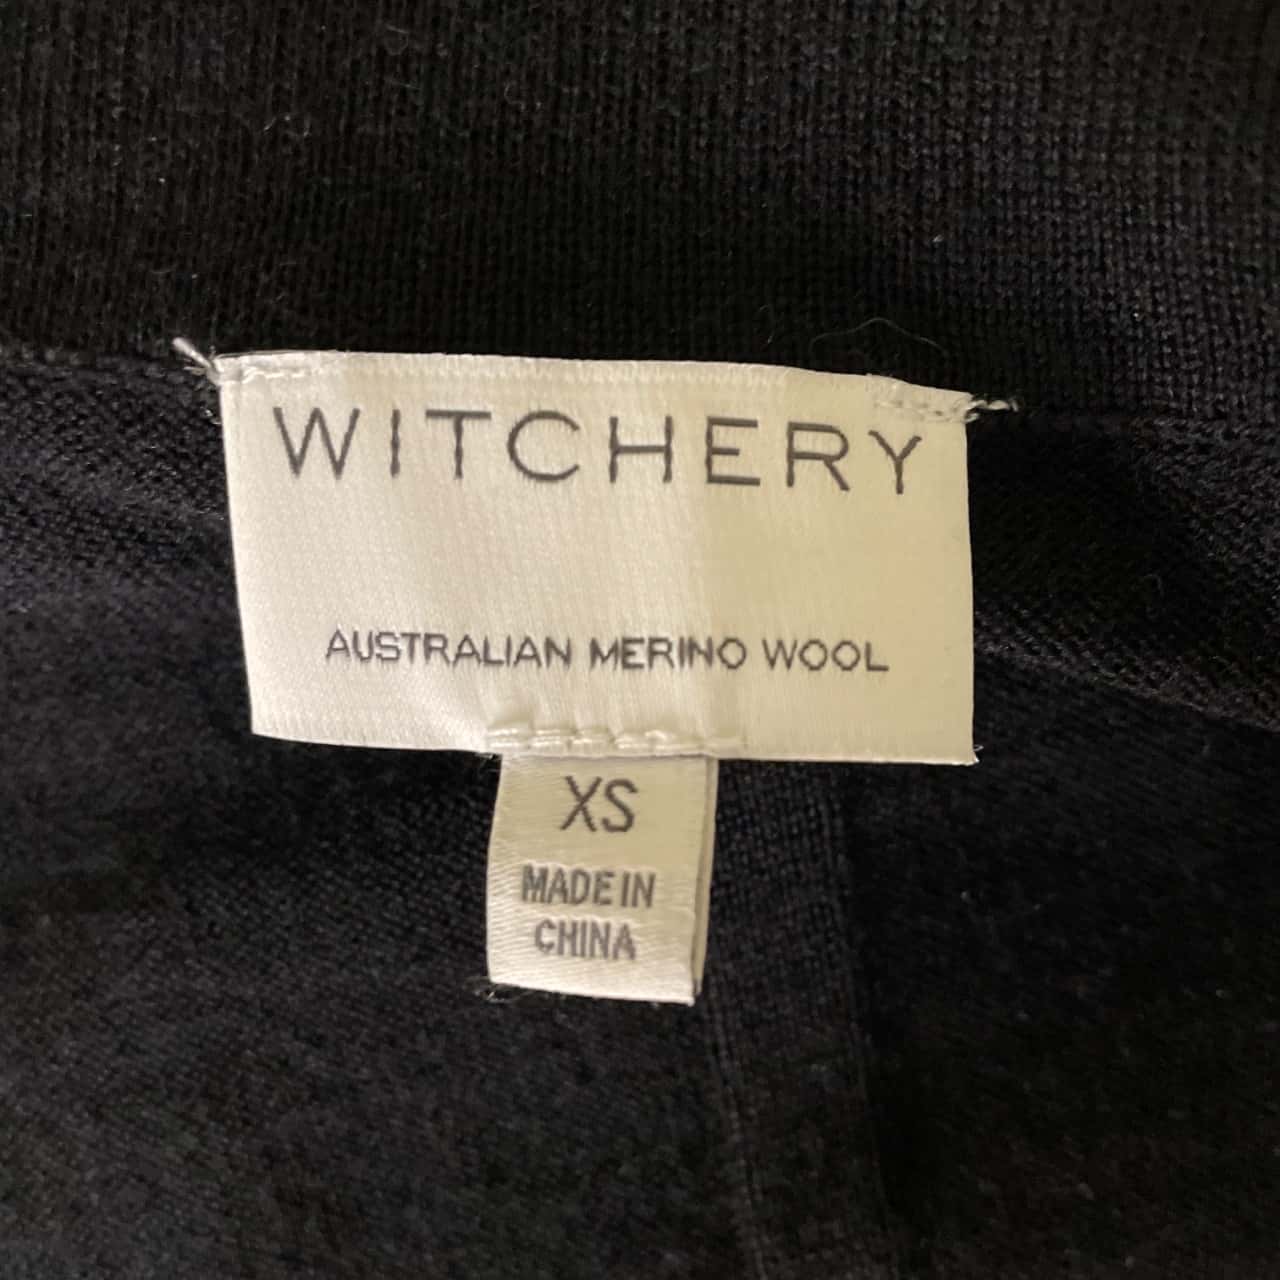 WITCHERY
AUSTRALIAN MERINO WOOL
XS
MADE IN
CHINA